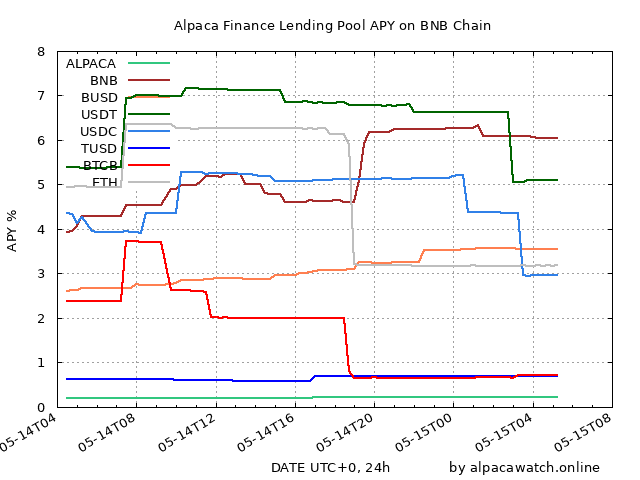 Alpaca Finance Lending Pool APY on BNB Chain
APY %
8
7
6
5
4
3
2
1
0
ALPACA
BNB
BUSD
USDT
USDC
TUSD
BTCB
ETH
05-14T04
05-14T08
05-14T12
05-14T16
05-14T20
05-15T00
05-15T04
05-15T08
DATE UTC+0, 24h
by alpacawatch.online